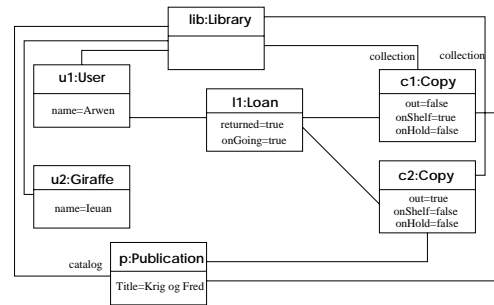 lib:Library
collection
collection
u1:User
name=Arwen
l1:Loan
returned=true
onGoing=true
c1:Copy
out=false
onShelf=true
onHold=false
u2:Giraffe
name=Ieuan
c2:Copy
out=true
onShelf=false
onHold=false
catalog
p:Publication
Title=Krig og Fred